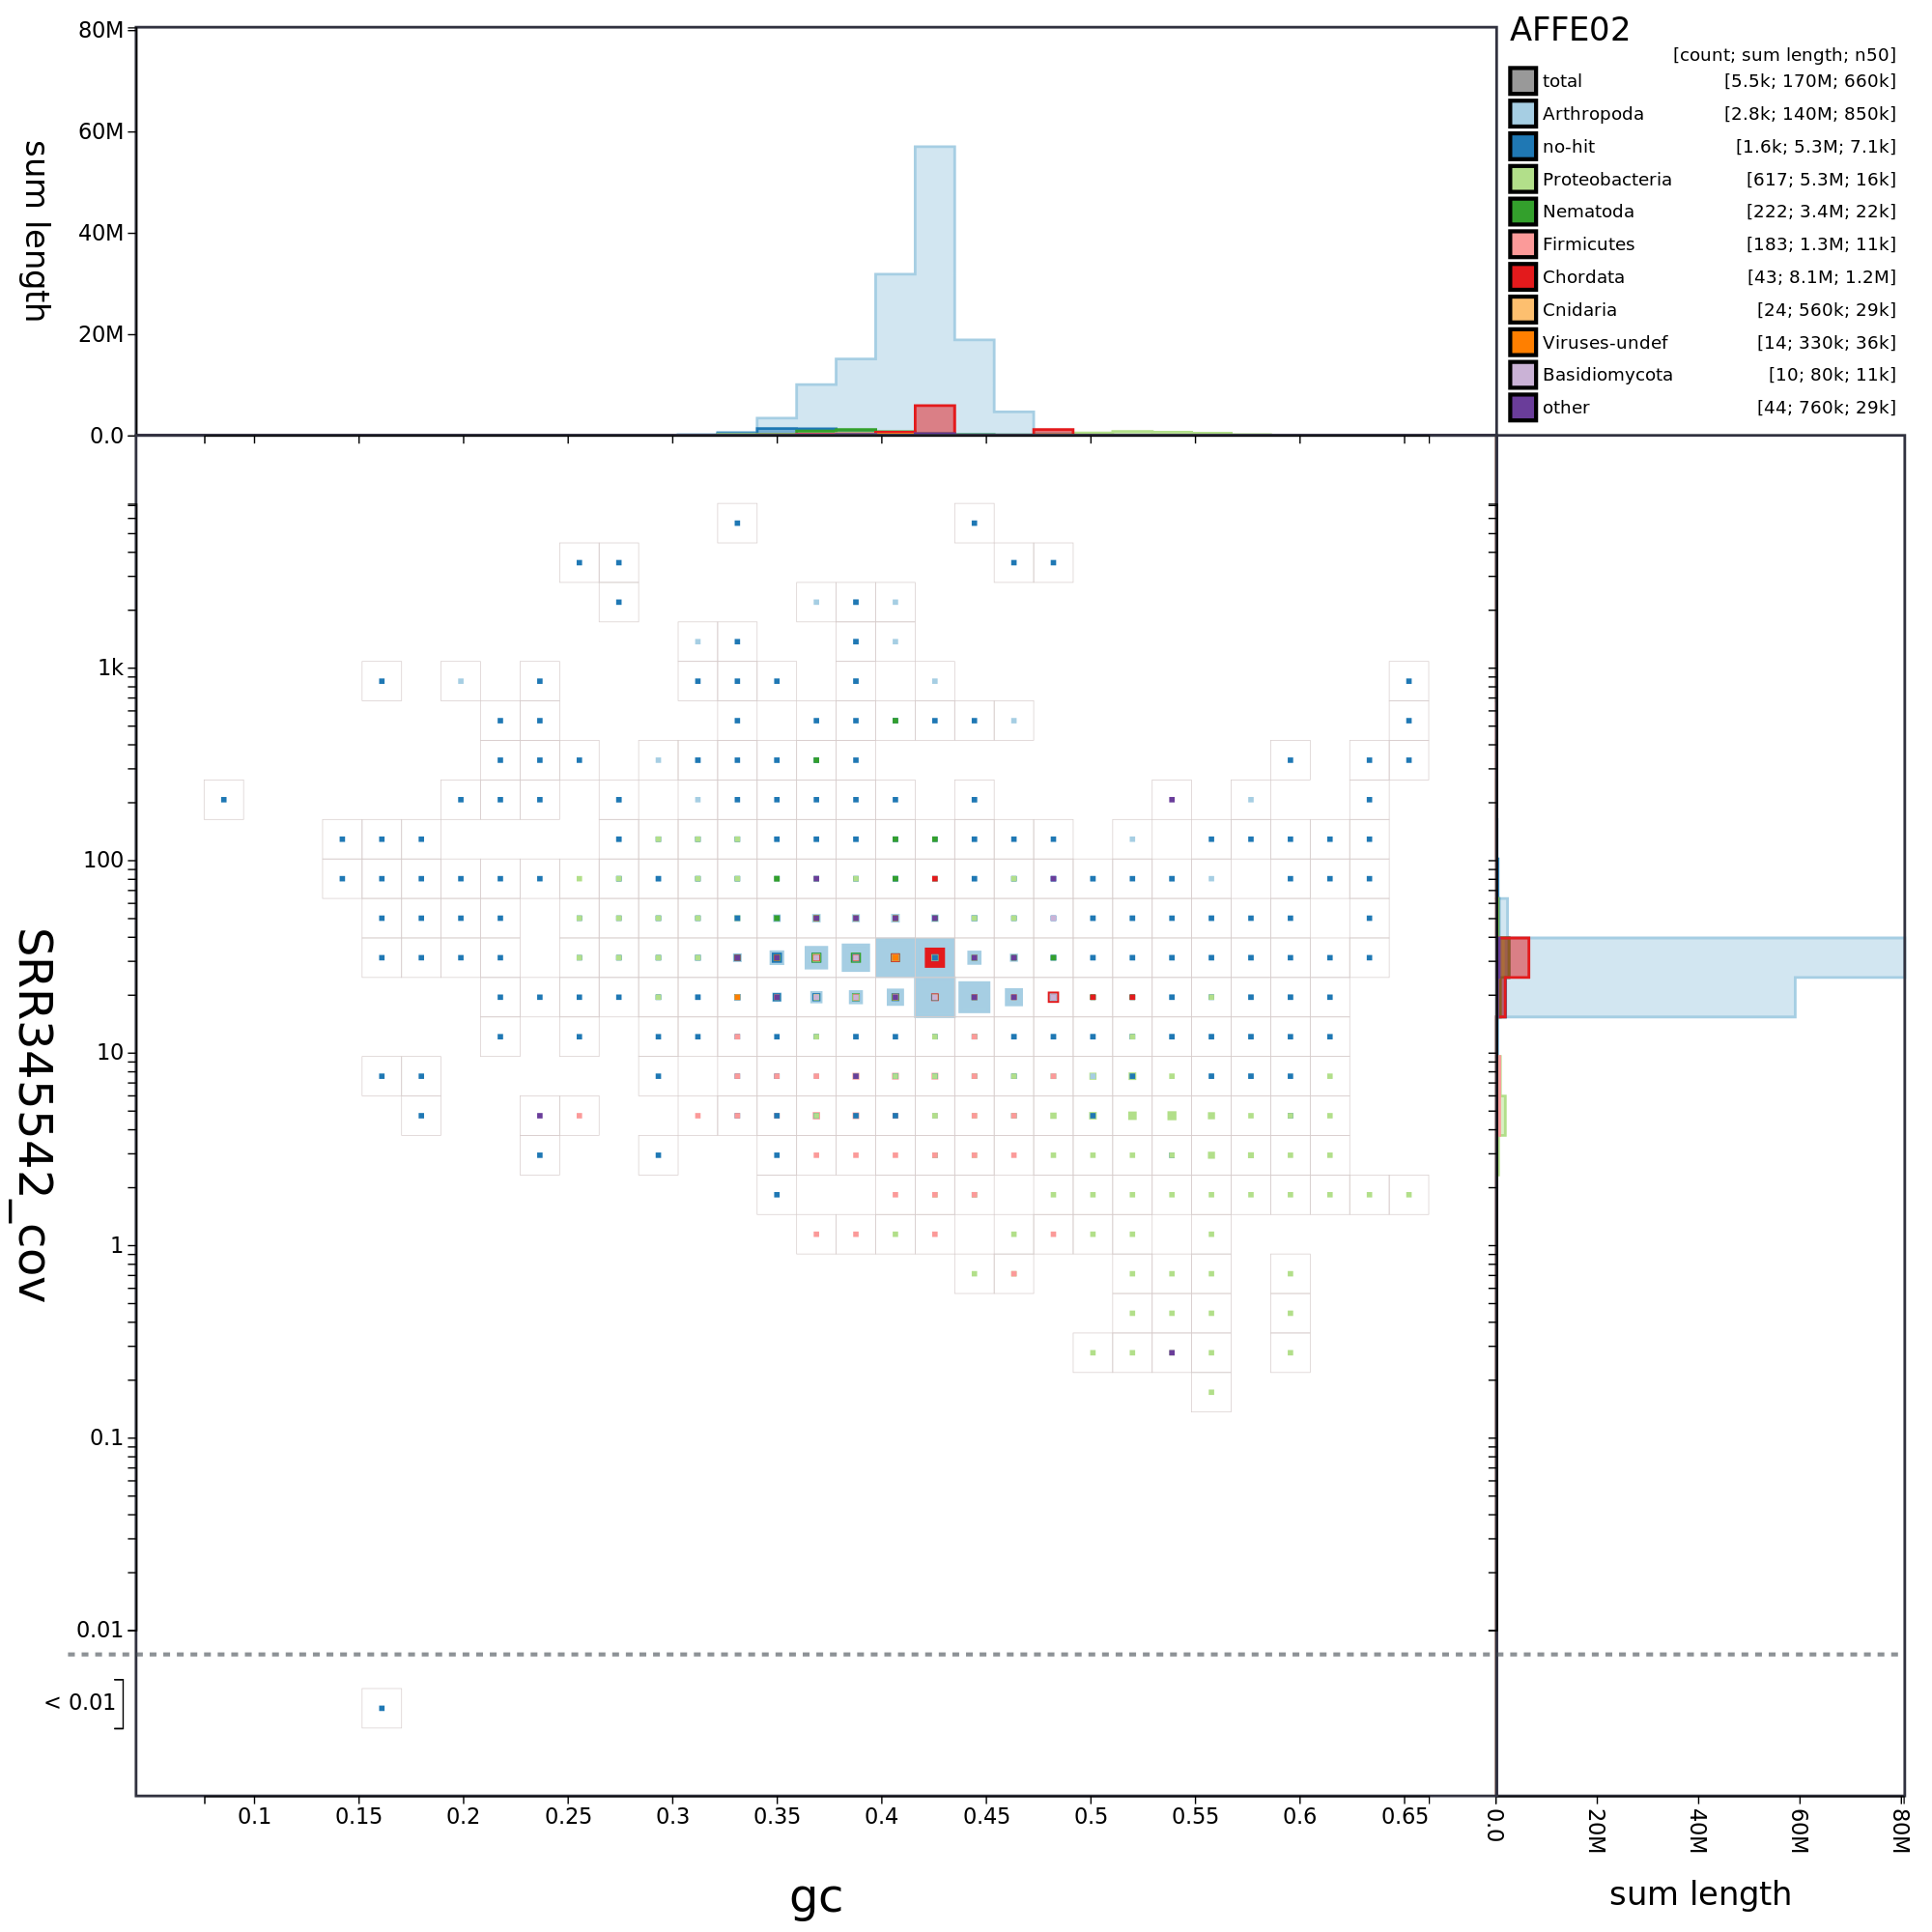 AFFE02
[count; sum length; n50]
total [5.5k; 170M; 660k]
Arthropoda [2.8k; 140M; 850k]
no-hit [1.6k; 5.3M; 7.1k]
Proteobacteria [617; 5.3M; 16k]
Nematoda [222; 3.4M; 22k]
Firmicutes [183; 1.3M; 11k]
Chordata [43; 8.1M; 1.2M]
Cnidaria [24; 560k; 29k]
Viruses-undef [14; 330k; 36k]
Basidiomycota [10; 80k; 11k]
other [44; 760k; 29k]
80M
60M
40M
20M
0.0
sum length
1k
100
10
1
0.1
0.01
< 0.01
SRR345542_cov
0.1 0.15 0.2 0.25 0.3 0.35 0.4 0.45 0.5 0.55 0.6 0.65
gc
0.0 20M 40M 60M 80M
sum length